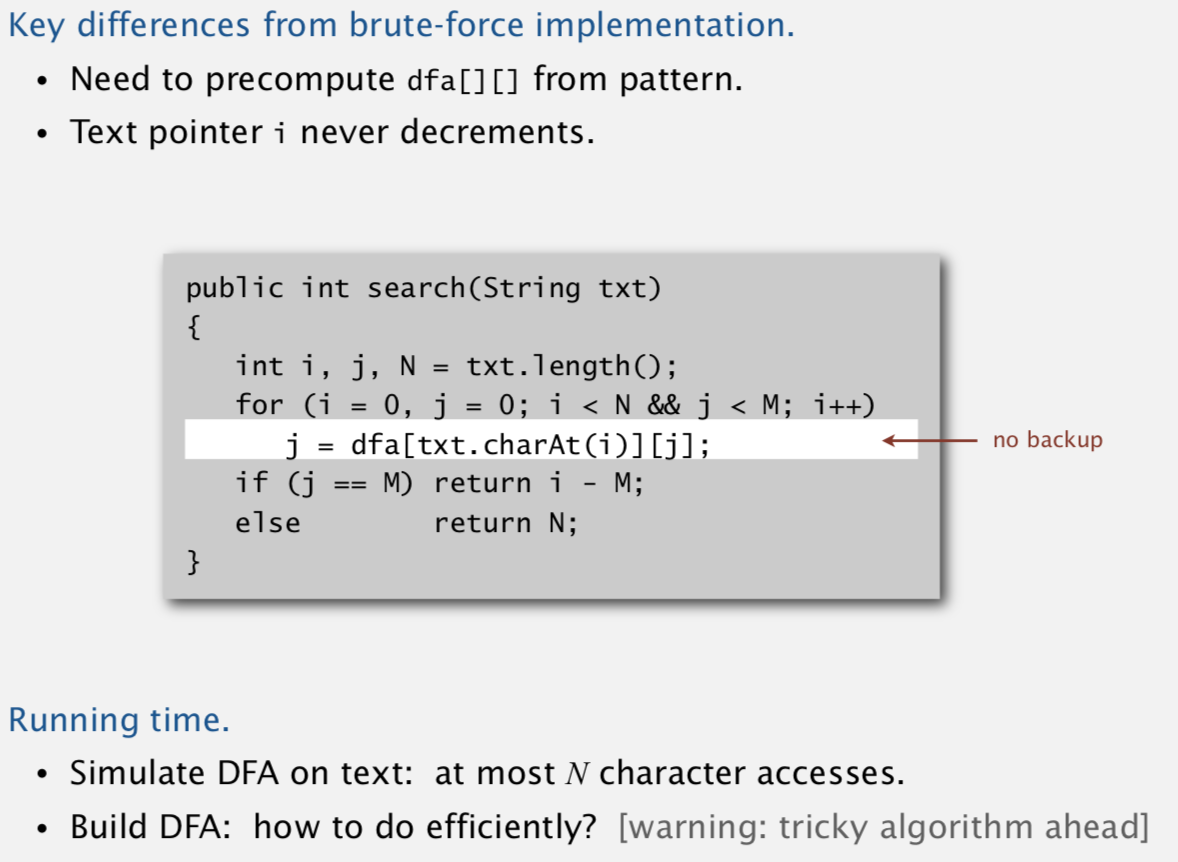 Key differences from brute-force implementation.
• Need to precompute dfa[][] from pattern.
• Text pointer i never decrements.
public int search(String txt)
{
   int i, j, N = txt.length();
   for (i = 0, j = 0; i < N && j < M; i++)
      j = dfa[txt.charAt(i)][j];
no backup
   if (j == M) return i - M;
   else        return N;
}
Running time.
• Simulate DFA on text: at most N character accesses.
• Build DFA: how to do efficiently? [warning: tricky algorithm ahead]